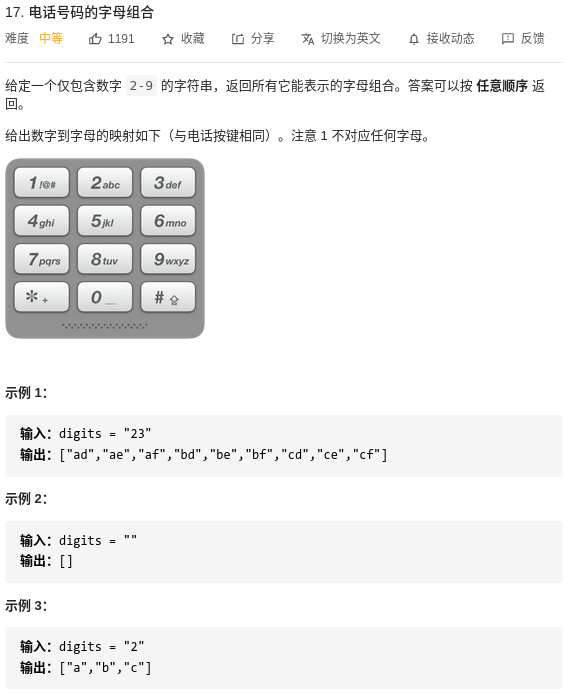 17. 电话号码的字母组合
难度 中等 1191 收藏 分享 切换为英文 接收动态 反馈
给定一个仅包含数字 2-9 的字符串，返回所有它能表示的字母组合。答案可以按 任意顺序 返
回。
给出数字到字母的映射如下（与电话按键相同）。注意 1 不对应任何字母。
1 !@# 2 abc 3 def
4 ghi 5 jkl 6 mno
7 pqrs 8 tuv 9 wxyz
* + 0 __ #
示例 1：
输入：digits = "23"
输出：["ad","ae","af","bd","be","bf","cd","ce","cf"]
示例 2：
输入：digits = ""
输出：[]
示例 3：
输入：digits = "2"
输出：["a","b","c"]